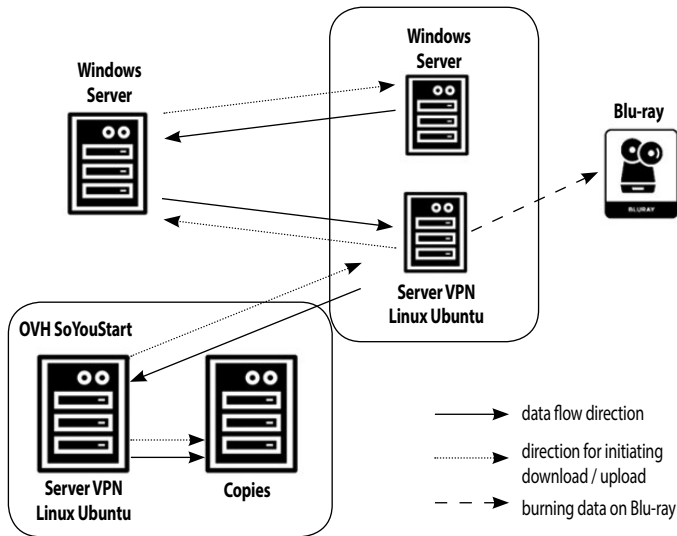 Windows
Server
Windows
Server
Blu-ray
BLURAY
Server VPN
Linux Ubuntu
OVH SoYouStart
Server VPN
Linux Ubuntu
Copies
data flow direction
direction for initiating
download / upload
burning data on Blu-ray